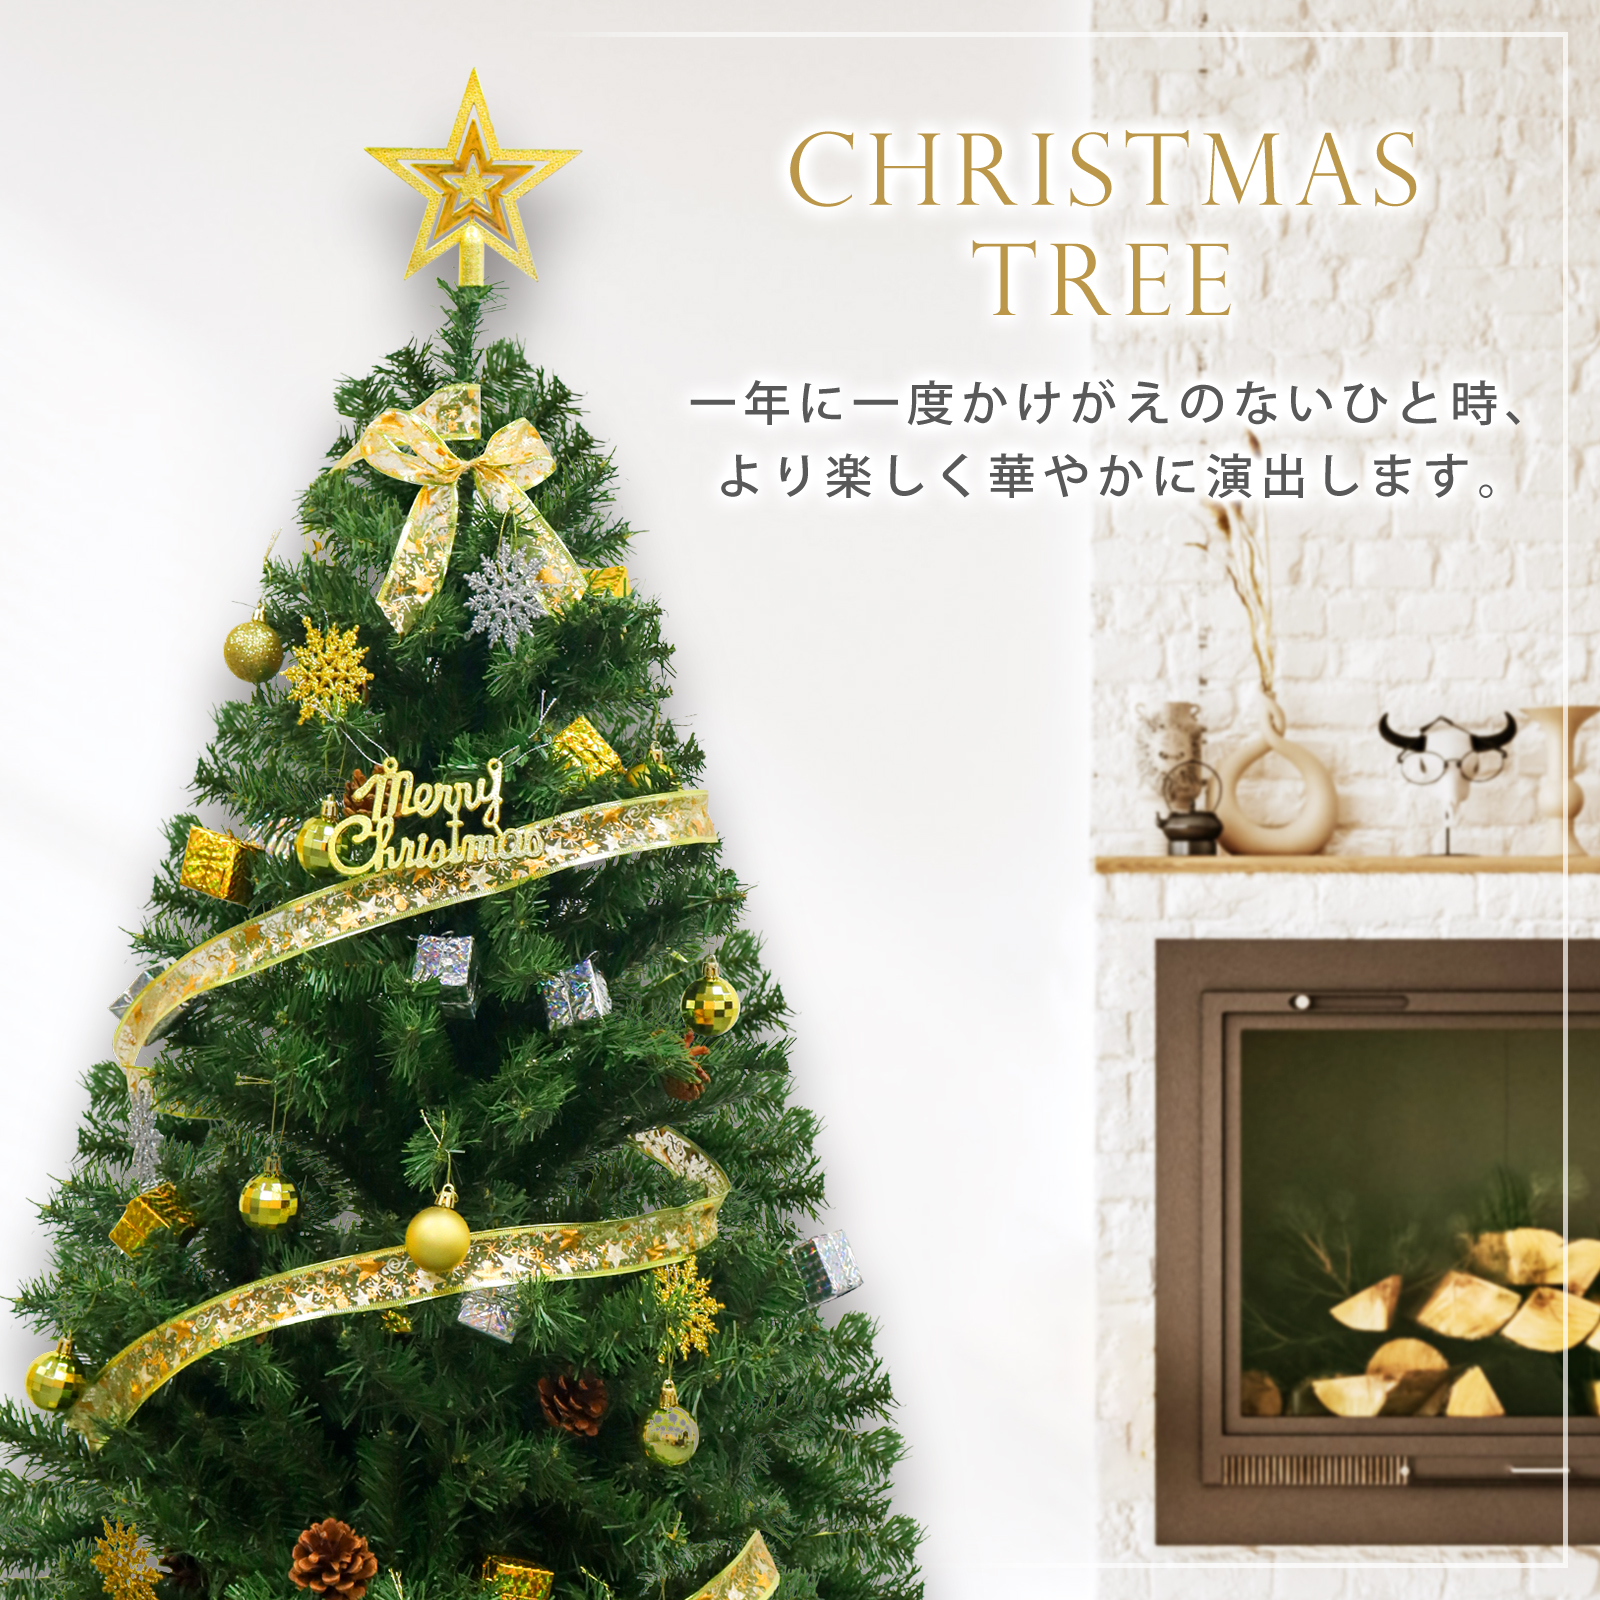 CHRISTMAS
TREE
一年に一度かけがえのないひと時、
より楽しく華やかに演出します。
Merry
Christmas